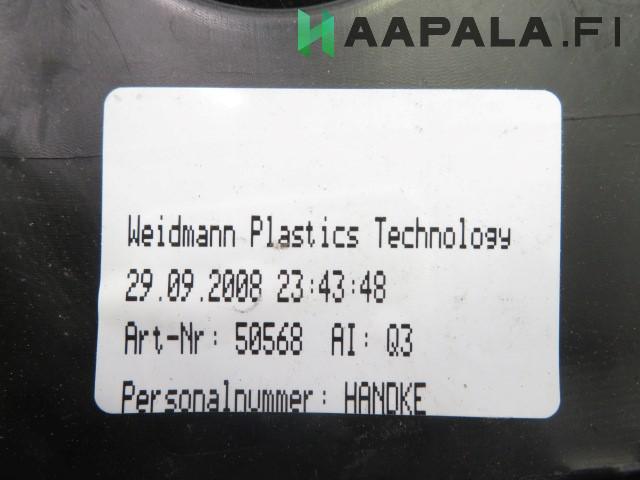 HAAPALA.FI
Weidmann Plastics Technology
29.09.2008 23:43:48
Art-Nr: 50568 AI: Q3
Personalnummer: HANDKE